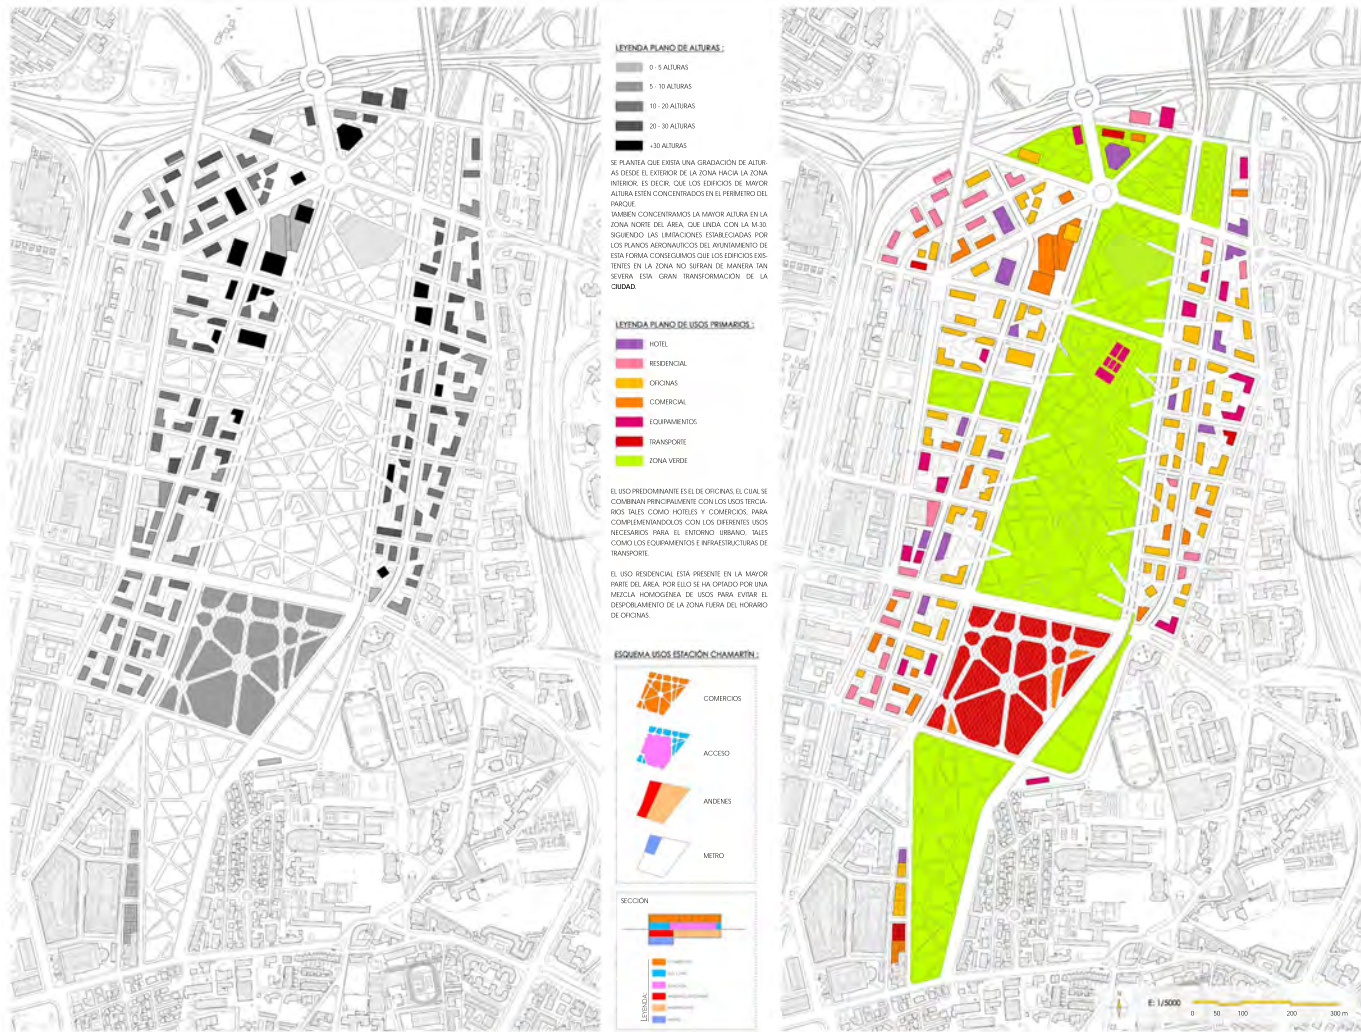 LEYENDA PLANO DE ALTURAS :
0 - 5 ALTURAS
5 - 10 ALTURAS
10 - 20 ALTURAS
20 - 30 ALTURAS
+30 ALTURAS
SE PLANTEA QUE EXISTA UNA GRADACIÓN DE ALTUR-
AS DESDE EL EXTERIOR DE LA ZONA HACIA LA ZONA
INTERIOR, ES DECIR, QUE LOS EDIFICIOS DE MAYOR
ALTURA ESTÉN CONCENTRADOS EN EL PERÍMETRO DEL
PARQUE.
TAMBIÉN CONCENTRAMOS LA MAYOR ALTURA EN LA
ZONA NORTE DEL ÁREA, QUE LINDA CON LA M-30.
SIGUIENDO LAS LIMITACIONES ESTABLECIADAS POR
LOS PLANOS AERONAUTICOS DEL AYUNTAMIENTO DE
ESTA FORMA CONSEGUIMOS QUE LOS EDIFICIOS EXIS-
TENTES EN LA ZONA NO SUFRAN DE MANERA TAN
SEVERA ESTA GRAN TRANSFORMACIÓN DE LA
CIUDAD.
LEYENDA PLANO DE USOS PRIMARIOS :
HOTEL
RESIDENCIAL
OFICINAS
COMERCIAL
EQUIPAMIENTOS
TRANSPORTE
ZONA VERDE
EL USO PREDOMINANTE ES EL DE OFICINAS, EL CUAL SE
COMBINAN PRINCIPALMENTE CON LOS USOS TERCIA-
RIOS TALES COMO HOTELES Y COMERCIOS, PARA
COMPLEMENTANDOLOS CON LOS DIFERENTES USOS
NECESARIOS PARA EL ENTORNO URBANO, TALES
COMO LOS EQUIPAMIENTOS E INFRAESTRUCTURAS DE
TRANSPORTE.
EL USO RESIDENCIAL ESTÁ PRESENTE EN LA MAYOR
PARTE DEL ÁREA, POR ELLO SE HA OPTADO POR UNA
MEZCLA HOMOGÉNEA DE USOS PARA EVITAR EL
DESPOBLAMIENTO DE LA ZONA FUERA DEL HORARIO
DE OFICINAS.
ESQUEMA USOS ESTACIÓN CHAMARTÍN :
COMERCIOS
ACCESO
ANDENES
METRO
SECCIÓN
LEYENDA:
E: 1/5000
0 50 100 200 300 m